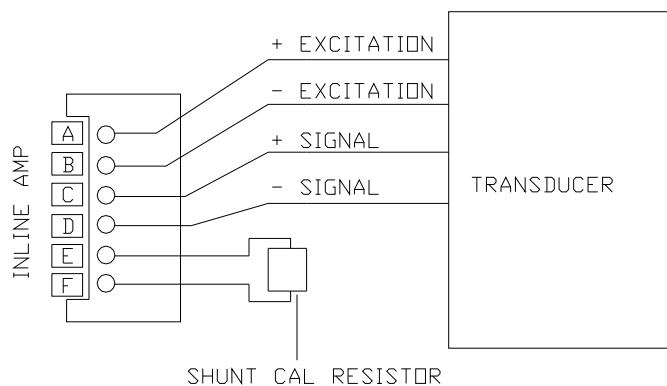 + EXCITATION
- EXCITATION
+ SIGNAL
- SIGNAL
TRANSDUCER
INLINE AMP
A
B
C
D
E
F
SHUNT CAL RESISTOR